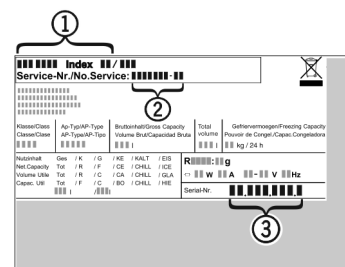 1
Index /
Service-Nr./No.Service: -
2
Klasse/Class
Classe/Clase
Ap-Typ/AP-Type
AP-Type/AP-Tipo
Bruttoinhalt/Gross Capacity
Volume Brut/Capacidad Bruta
l
Total
volume
l
Gefriervermoegen/Freezing Capacity
Pouvoir de Congel./Capac.Congeladora
kg / 24 h
Nutzinhalt Ges / K / G / KE / KALT / EIS
Net.Capacity Tot / R / F / CE / CHILL / ICE
Volume Utile Tot / R / C / CA / CHILL / GLA
Capac. Util Tot / F / C / BO / CHILL / HIE
l / l
R : g
W A - V Hz
Serial-Nr. , , ,
3